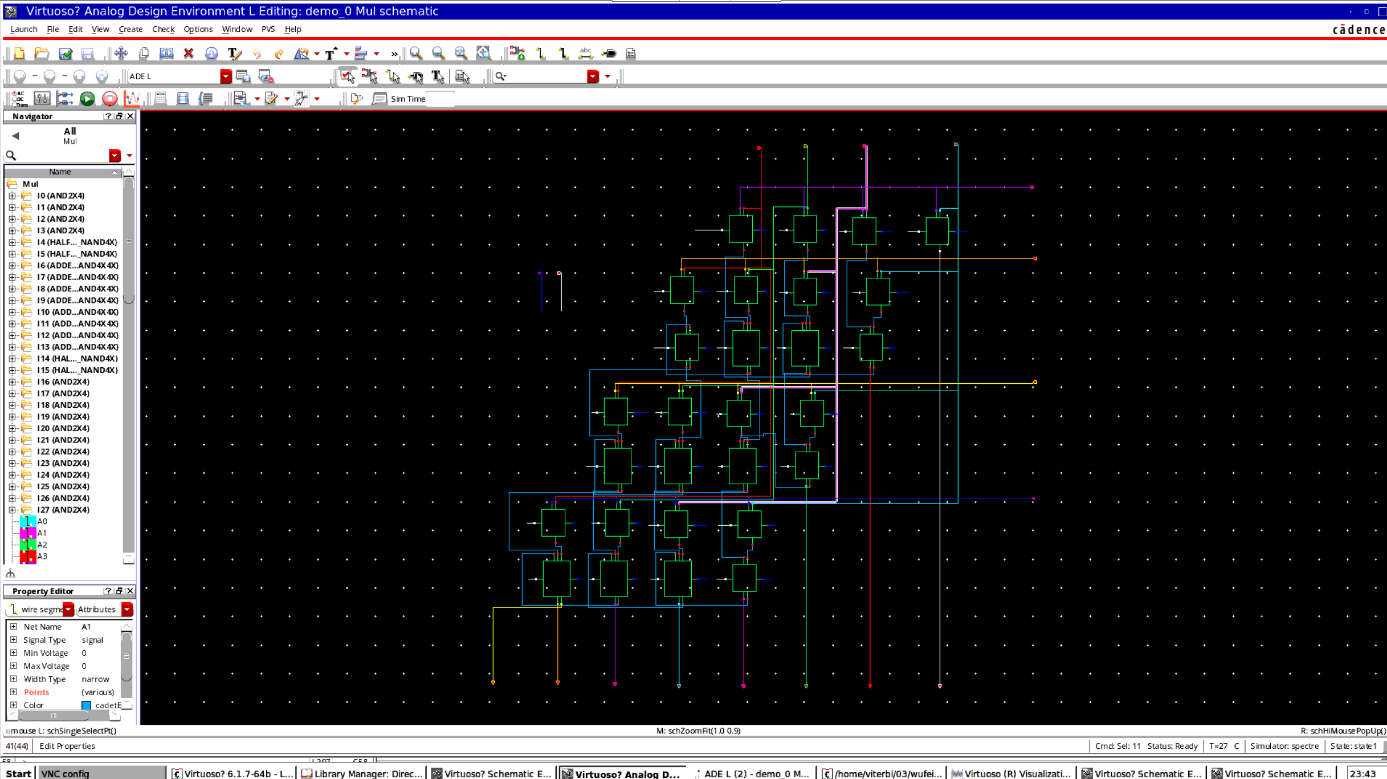 Virtuoso? Analog Design Environment L Editing: demo_0 Mul schematic
Launch File Edit View Create Check Options Window PVS Help
cādence
abc
ADE L
Sim Time
Navigator
All
Mul
Name
Mul
I0 (AND2X4)
I1 (AND2X4)
I2 (AND2X4)
I3 (AND2X4)
I4 (HALF..._NAND4X)
I5 (HALF..._NAND4X)
I6 (ADDE...AND4X4X)
I7 (ADDE...AND4X4X)
I8 (ADDE...AND4X4X)
I9 (ADDE...AND4X4X)
I10 (ADD...AND4X4X)
I11 (ADD...AND4X4X)
I12 (ADD...AND4X4X)
I13 (ADD...AND4X4X)
I14 (HAL..._NAND4X)
I15 (HAL..._NAND4X)
I16 (AND2X4)
I17 (AND2X4)
I18 (AND2X4)
I19 (AND2X4)
I20 (AND2X4)
I21 (AND2X4)
I22 (AND2X4)
I23 (AND2X4)
I24 (AND2X4)
I25 (AND2X4)
I26 (AND2X4)
I27 (AND2X4)
A0
A1
A2
A3
Property Editor
wire segme Attributes
Net Name A1
Signal Type signal
Min Voltage 0
Max Voltage 0
Width Type narrow
Points (various)
Color cadetB
mouse L: schSingleSelectPt() M: schZoomFit(1.0 0.9) R: schHiMousePopUp()
41(44) Edit Properties Cmd: Sel: 11 Status: Ready T=27 C Simulator: spectre State: state1
Start VNC config Virtuoso? 6.1.7-64b - L... Library Manager: Direc... Virtuoso? Schematic E... Virtuoso? Analog D... ADE L (2) - demo_0 M... /home/viterbi/03/wufei... Virtuoso (R) Visualizati... Virtuoso? Schematic E... Virtuoso? Schematic E... 23:43